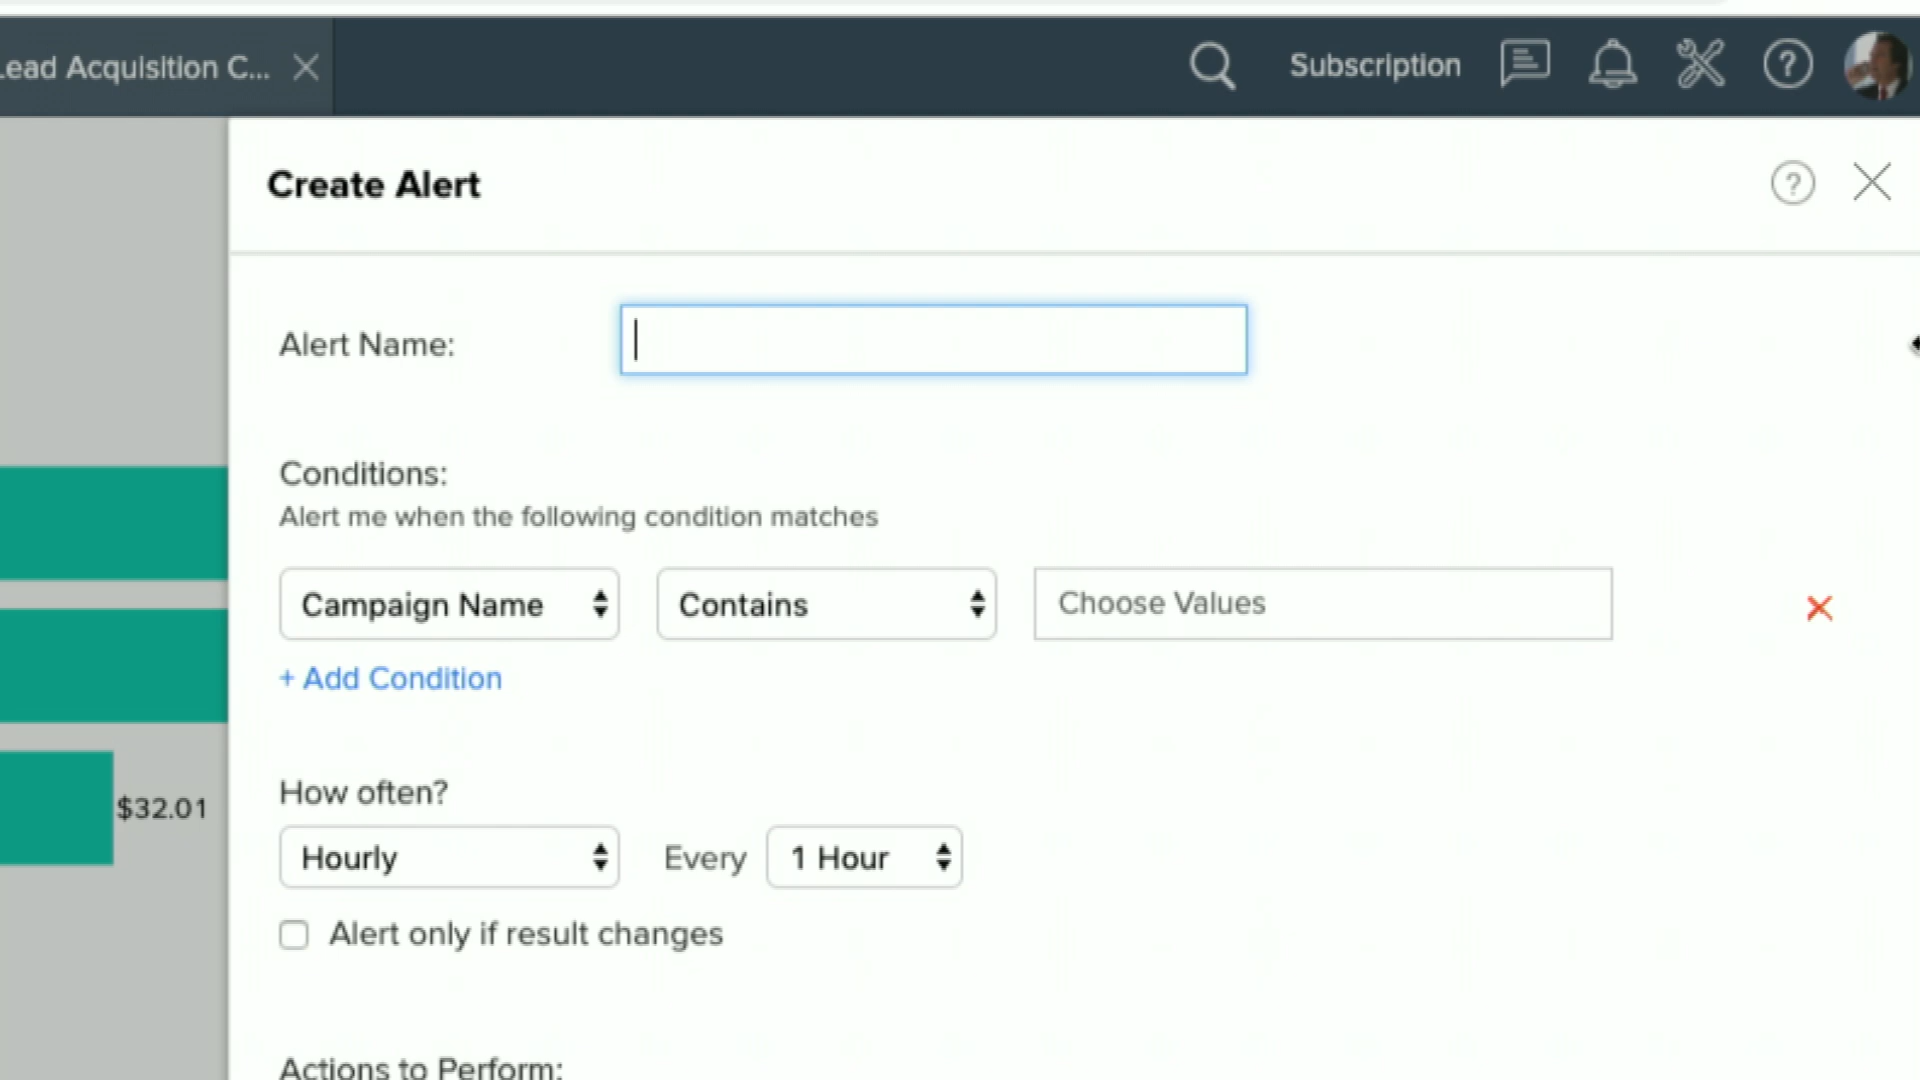 Lead Acquisition C...
Subscription
Create Alert
Alert Name:
Conditions:
Alert me when the following condition matches
Campaign Name
Contains
Choose Values
+ Add Condition
$32.01
How often?
Hourly
Every
1 Hour
Alert only if result changes
Actions to Perform: